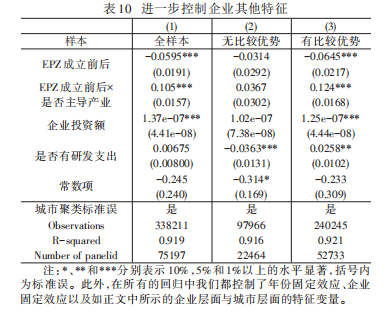 表10 进一步控制企业其他特征
(1) (2) (3)
样本 全样本 无比较优势 有比较优势
EPZ成立前后 -0.0595*** -0.0314 -0.0645***
(0.0191) (0.0292) (0.0217)
EPZ成立前后× 0.105*** 0.0367 0.124***
是否主导产业 (0.0157) (0.0302) (0.0168)
企业投资额 1.37e-07*** 1.02e-07 1.25e-07***
(4.41e-08) (7.38e-08) (4.44e-08)
是否有研发支出 0.00675 -0.0363*** 0.0258**
(0.00800) (0.0131) (0.0102)
常数项 -0.245 -0.314* -0.233
(0.240) (0.169) (0.309)
城市聚类标准误 是 是 是
Observations 338211 97966 240245
R-squared 0.919 0.916 0.921
Number of panelid 75197 22464 52733
注:*、**和***分别表示10%,5%和1%以上的水平显著,括号内
为标准误。此外,在所有的回归中我们都控制了年份固定效应、企业
固定效应以及如正文中所示的企业层面与城市层面的特征变量。